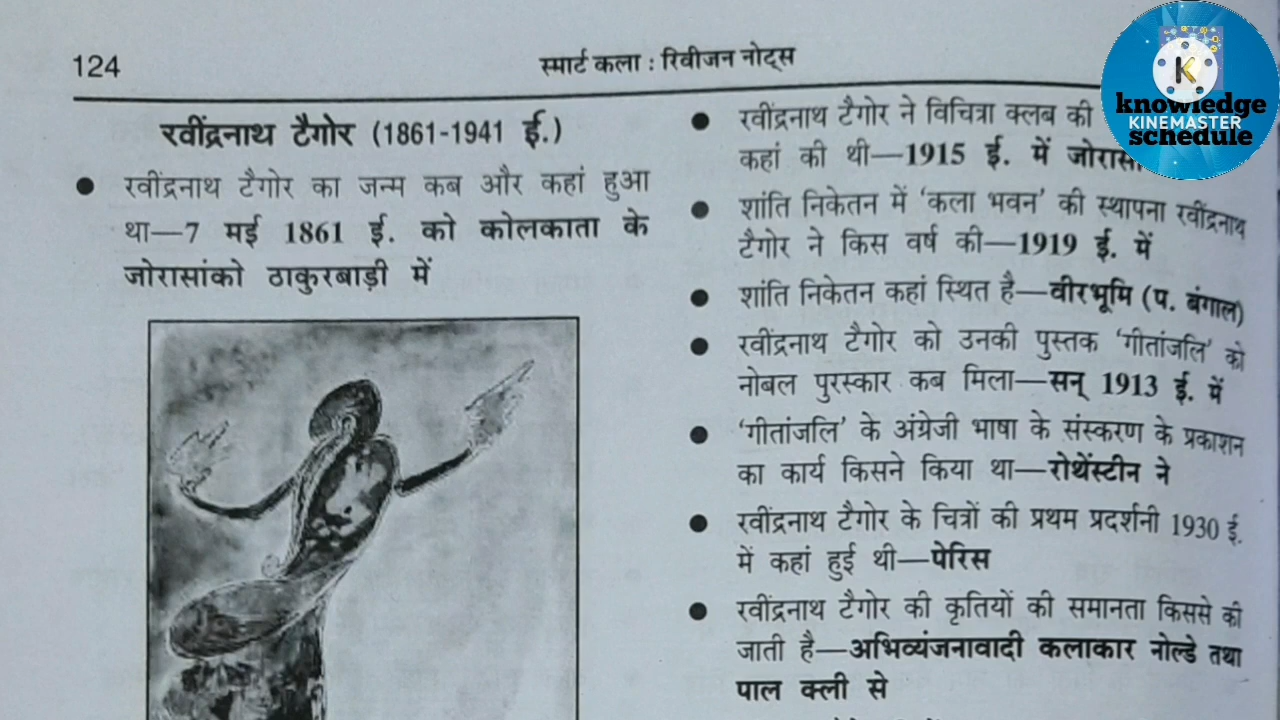 124
स्मार्ट कला : रिवीजन नोट्स
knowledge
KINEMASTER
schedule
रवींद्रनाथ टैगोर (1861-1941 ई.)
● रवींद्रनाथ टैगोर का जन्म कब और कहां हुआ
था—7 मई 1861 ई. को कोलकाता के
जोरासांको ठाकुरबाड़ी में
● रवींद्रनाथ टैगोर ने विचित्रा क्लब की
कहां की थी—1915 ई. में
● शांति निकेतन में ‘कला भवन’ की स्थापना रवींद्रनाथ
टैगोर ने किस वर्ष की—1919 ई. में
● शांति निकेतन कहां स्थित है—वीरभूमि (प. बंगाल)
● रवींद्रनाथ टैगोर को उनकी पुस्तक ‘गीतांजलि’ को
नोबल पुरस्कार कब मिला—सन् 1913 ई. में
● ‘गीतांजलि’ के अंग्रेजी भाषा के संस्करण के प्रकाशन
का कार्य किसने किया था—रोथेंस्टीन ने
● रवींद्रनाथ टैगोर के चित्रों की प्रथम प्रदर्शनी 1930 ई.
में कहां हुई थी—पेरिस
● रवींद्रनाथ टैगोर की कृतियों की समानता किससे की
जाती है—अभिव्यंजनावादी कलाकार नोल्डे तथा
पाल क्ली से